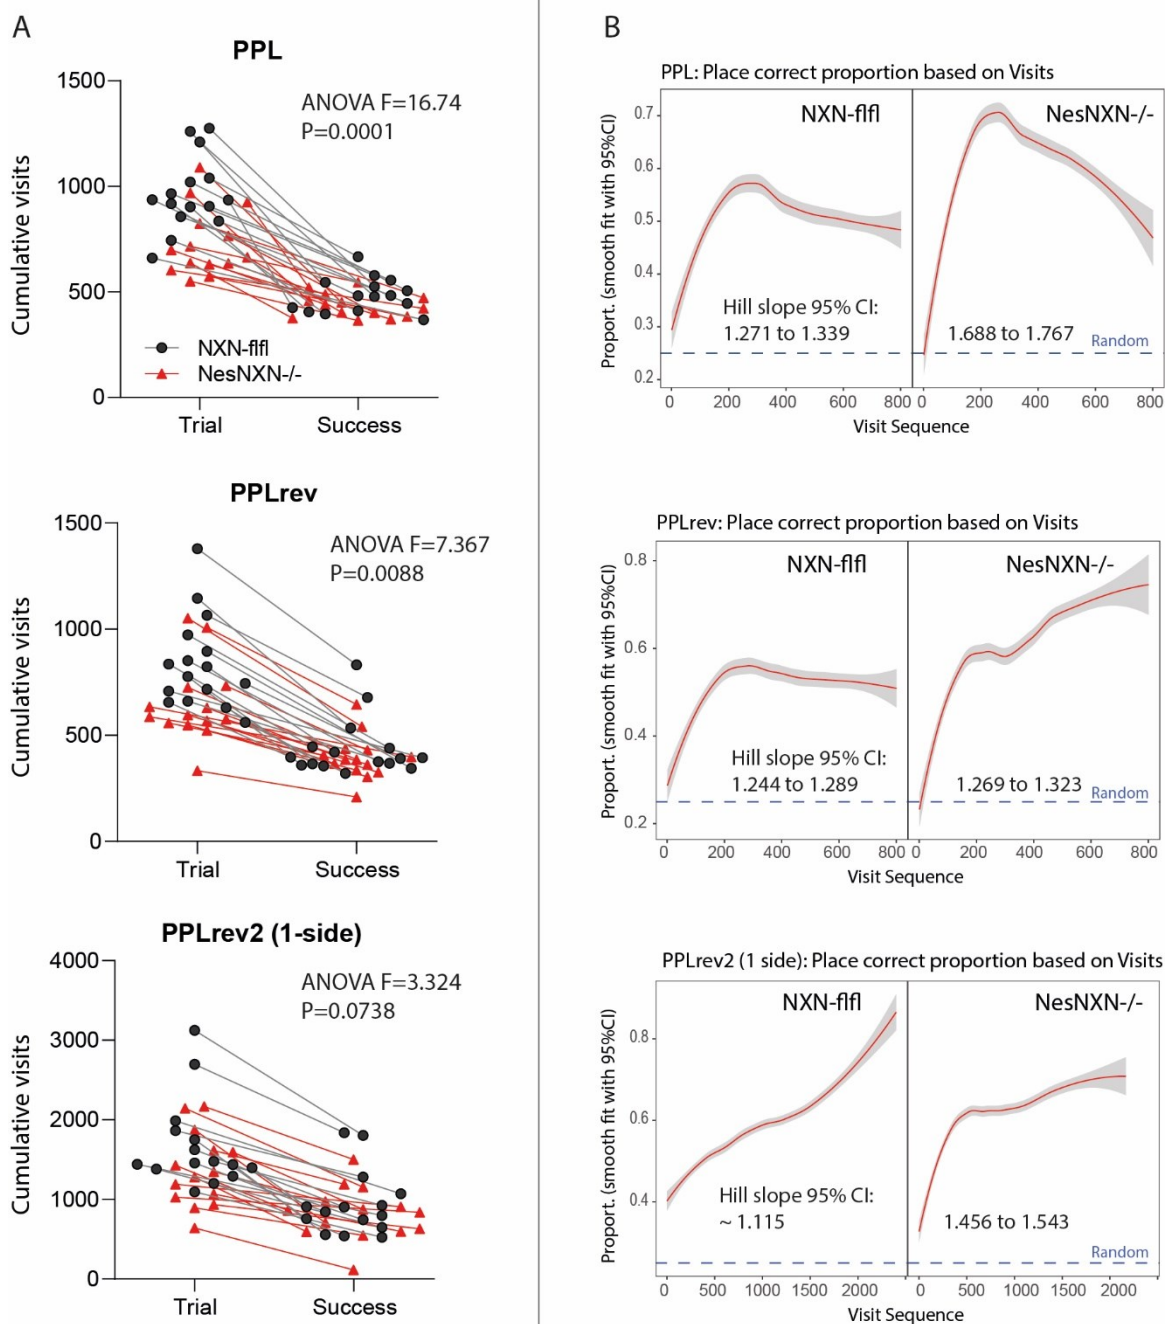 A
PPL
1500
1000
500
0
Cumulative visits
ANOVA F=16.74
P=0.0001
NXN-flfl
NesNXN-/-
Trial
Success
PPLrev
1500
1000
500
0
Cumulative visits
ANOVA F=7.367
P=0.0088
Trial
Success
PPLrev2 (1-side)
4000
3000
2000
1000
0
Cumulative visits
ANOVA F=3.324
P=0.0738
Trial
Success
B
PPL: Place correct proportion based on Visits
Proport. (smooth fit with 95%CI)
0.7
0.6
0.5
0.4
0.3
0.2
NXN-flfl
NesNXN-/-
Hill slope 95% CI:
1.271 to 1.339
1.688 to 1.767
Random
0 200 400 600 800 0 200 400 600 800
Visit Sequence
PPLrev: Place correct proportion based on Visits
Proport. (smooth fit with 95%CI)
0.8
0.6
0.4
0.2
NXN-flfl
NesNXN-/-
Hill slope 95% CI:
1.244 to 1.289
1.269 to 1.323
Random
0 200 400 600 800 0 200 400 600 800
Visit Sequence
PPLrev2 (1 side): Place correct proportion based on Visits
Proport. (smooth fit with 95%CI)
0.8
0.6
0.4
NXN-flfl
NesNXN-/-
Hill slope 95% CI:
~ 1.115
1.456 to 1.543
Random
0 500 1000 1500 2000 0 500 1000 1500 2000
Visit Sequence